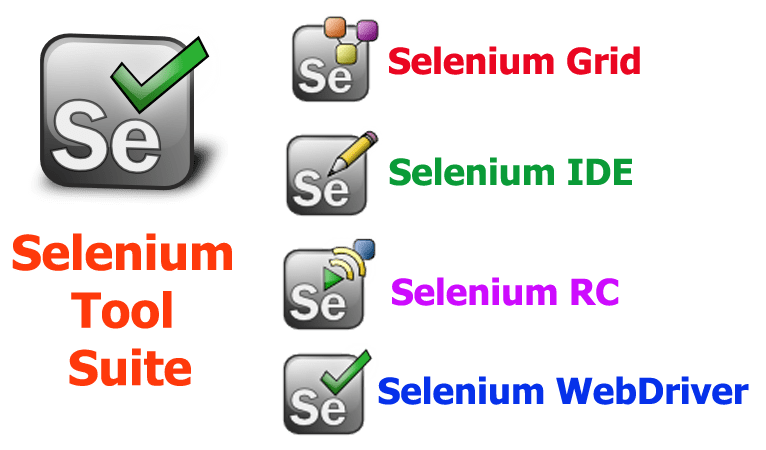 Se
Selenium
Tool
Suite
Se
Selenium Grid
Se
Selenium IDE
Se
Selenium RC
Se
Selenium WebDriver